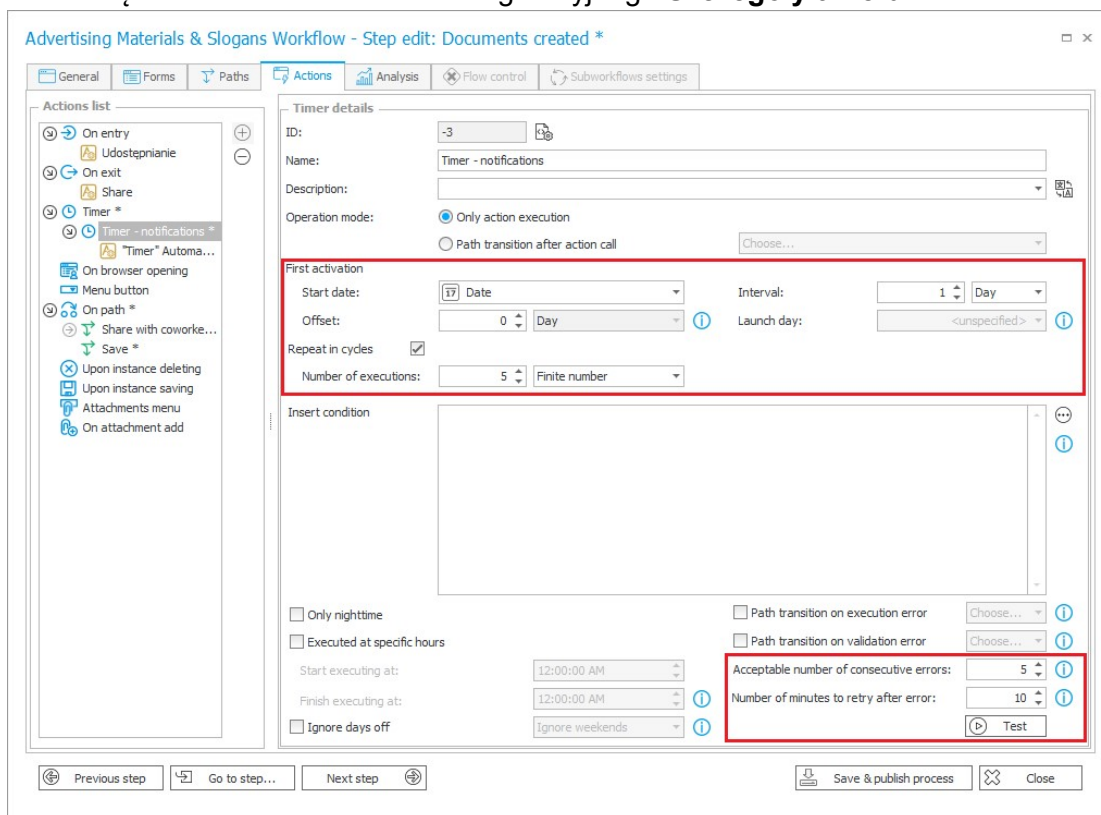 Advertising Materials & Slogans Workflow - Step edit: Documents created *
General Forms Paths Actions Analysis Flow control Subworkflows settings
Actions list
On entry
Udostępnianie
On exit
Share
Timer *
Timer - notifications *
"Timer" Automa...
On browser opening
Menu button
On path *
Share with coworke...
Save *
Upon instance deleting
Upon instance saving
Attachments menu
On attachment add
Timer details
ID: -3
Name: Timer - notifications
Description:
Operation mode: Only action execution
Path transition after action call Choose...
First activation
Start date: 17 Date Interval: 1 Day
Offset: 0 Day Launch day: <unspecified>
Repeat in cycles
Number of executions: 5 Finite number
Insert condition
Only nighttime Path transition on execution error Choose...
Executed at specific hours Path transition on validation error Choose...
Start executing at: 12:00:00 AM Acceptable number of consecutive errors: 5
Finish executing at: 12:00:00 AM Number of minutes to retry after error: 10
Ignore days off Ignore weekends Test
Previous step Go to step... Next step Save & publish process Close